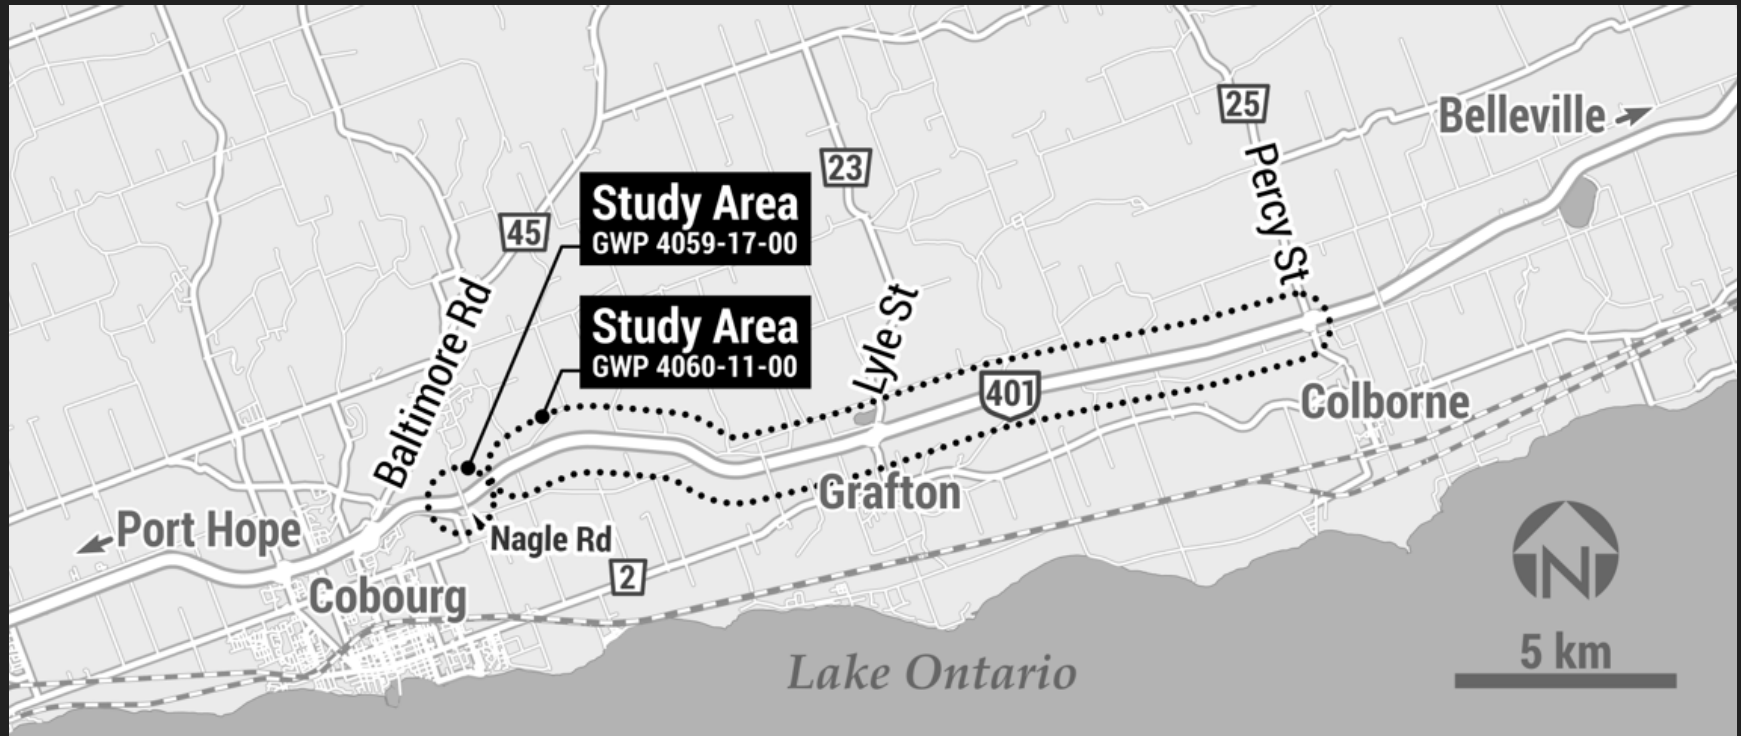 25
Belleville
Percy St
23
Study Area
GWP 4059-17-00
45
Baltimore Rd
Study Area
GWP 4060-11-00
Lyle St
401
Colborne
Grafton
Port Hope
Nagle Rd
2
Cobourg
N
5 km
Lake Ontario